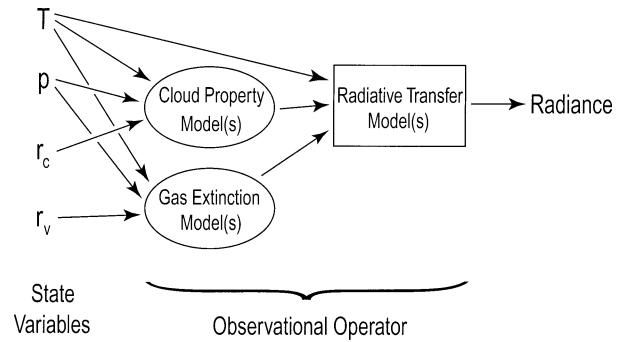 T
p
r_c
r_v
Cloud Property
Model(s)
Gas Extinction
Model(s)
Radiative Transfer
Model(s)
Radiance
State
Variables
Observational Operator